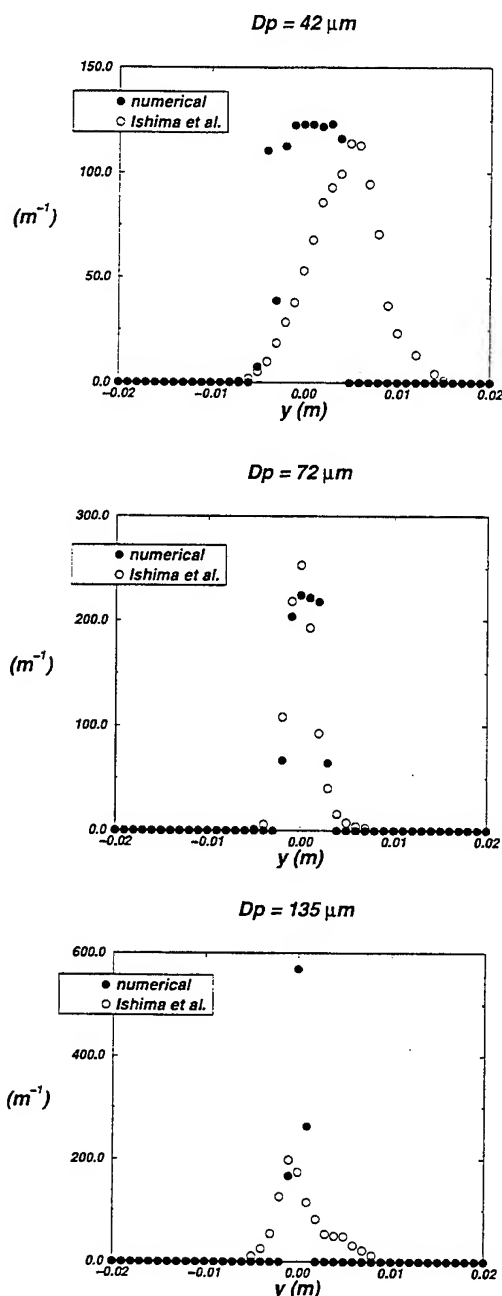 Dp = 42 µm
150.0
● numerical
○ Ishima et al.
100.0
(m⁻¹)
50.0
0.0
−0.02 −0.01 0.00 0.01 0.02
y (m)
Dp = 72 µm
300.0
● numerical
○ Ishima et al.
200.0
(m⁻¹)
100.0
0.0
−0.02 −0.01 0.00 0.01 0.02
y (m)
Dp = 135 µm
600.0
● numerical
○ Ishima et al.
400.0
(m⁻¹)
200.0
0.0
−0.02 −0.01 0.00 0.01 0.02
y (m)